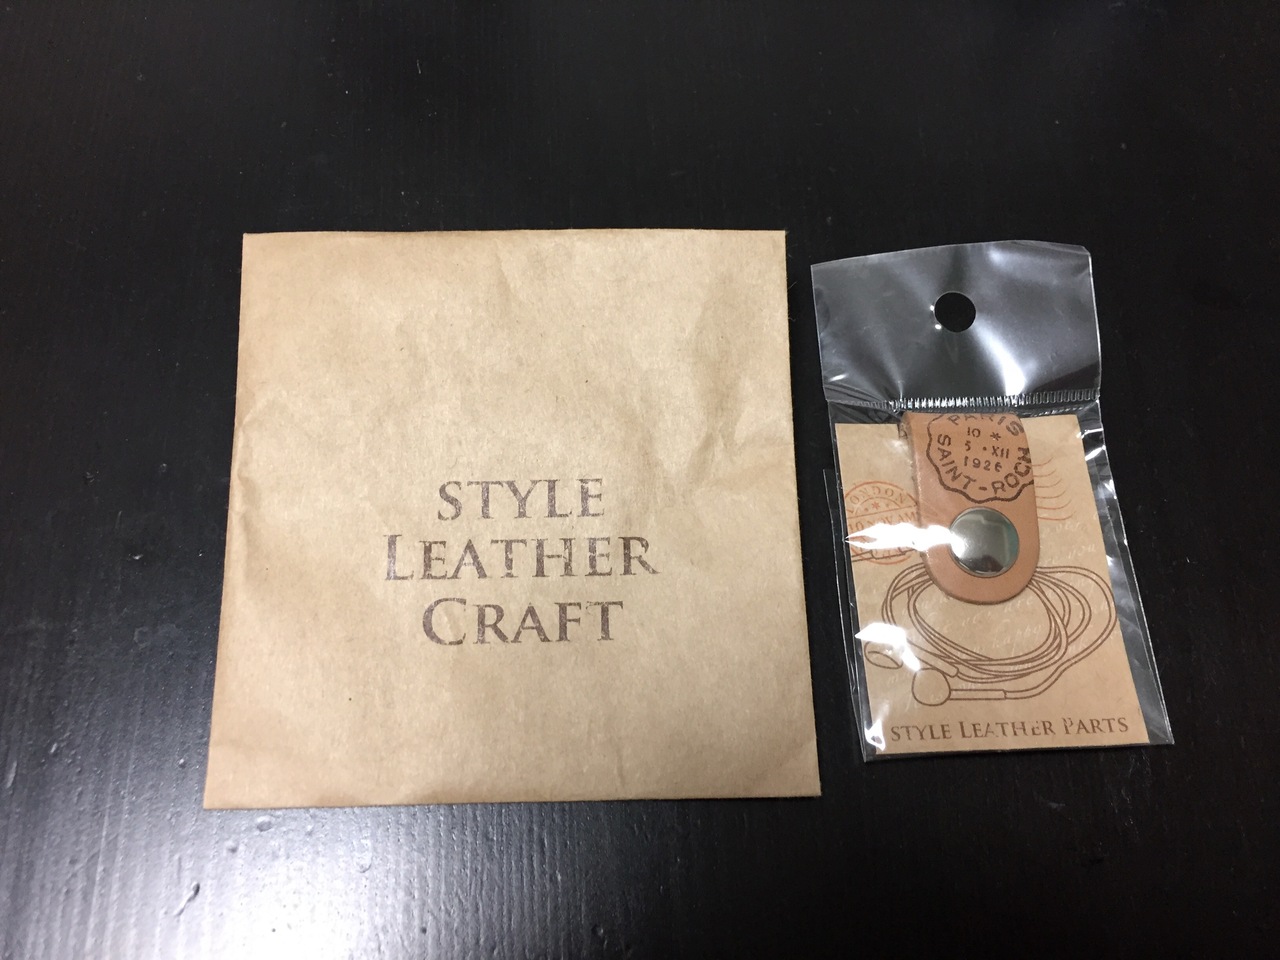 STYLE
LEATHER
CRAFT
PARIS
10 *
5 • XII
1926
SAINT-ROCH
LONDON
STYLE LEATHER PARTS